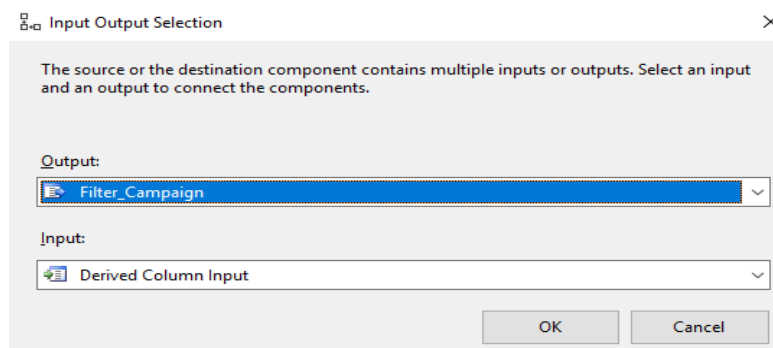 Input Output Selection
The source or the destination component contains multiple inputs or outputs. Select an input
and an output to connect the components.
Output:
Filter_Campaign
Input:
Derived Column Input
OK Cancel